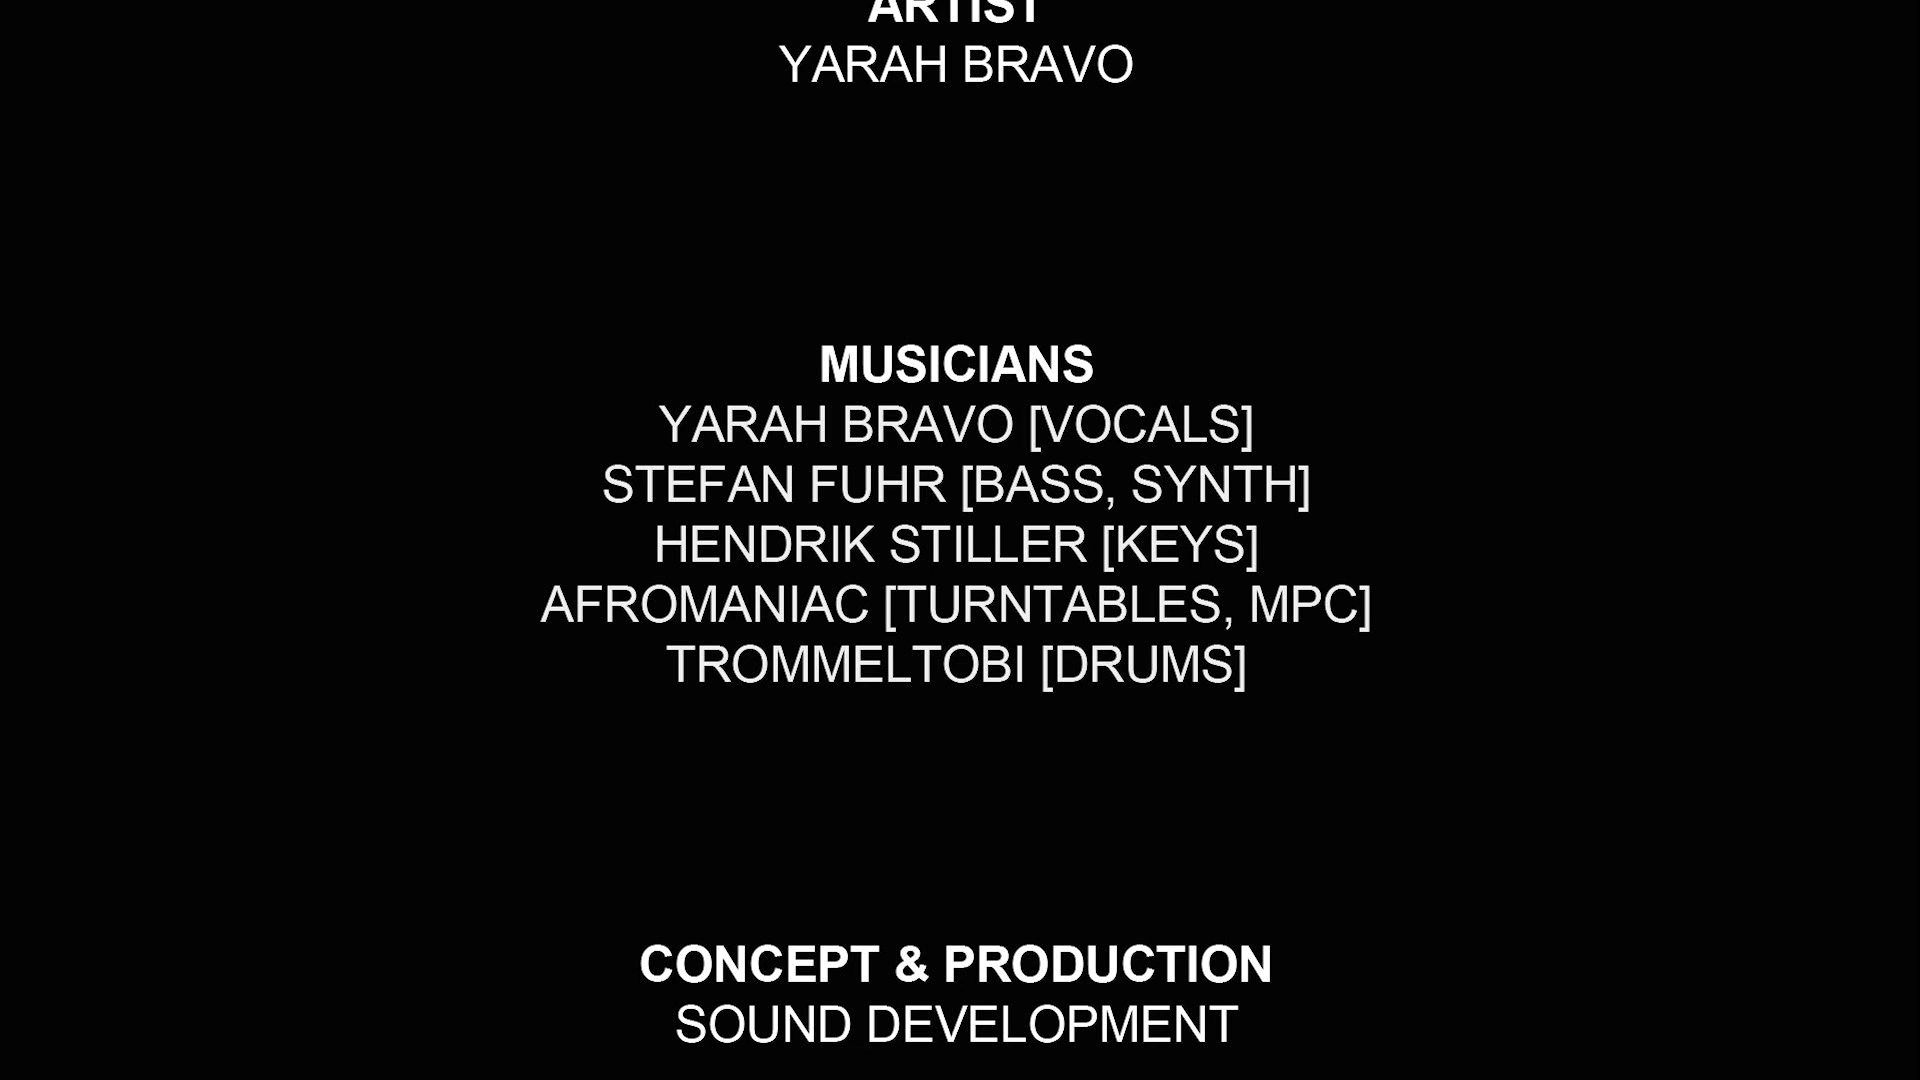 ARTIST
YARAH BRAVO
MUSICIANS
YARAH BRAVO [VOCALS]
STEFAN FUHR [BASS, SYNTH]
HENDRIK STILLER [KEYS]
AFROMANIAC [TURNTABLES, MPC]
TROMMELTOBI [DRUMS]
CONCEPT & PRODUCTION
SOUND DEVELOPMENT